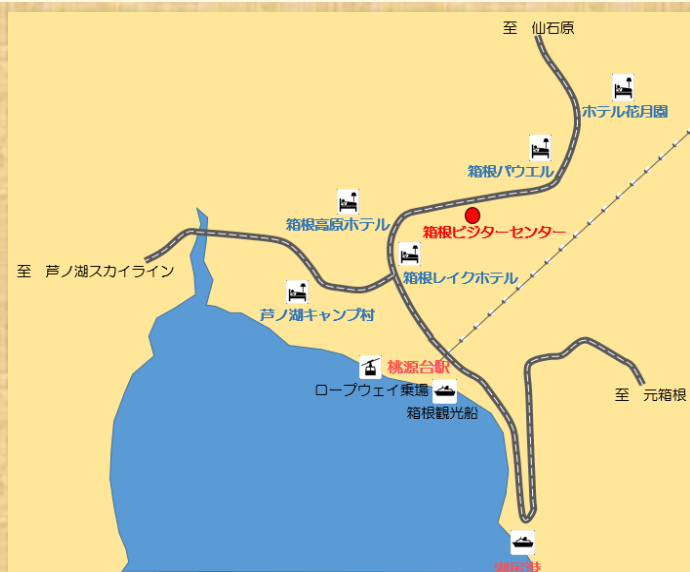 至　仙石原
ホテル花月園
箱根パウエル
箱根高原ホテル
箱根ビジターセンター
至　芦ノ湖スカイライン
箱根レイクホテル
芦ノ湖キャンプ村
桃源台駅
ロープウェイ乗場
箱根観光船
至　元箱根
湖尻港